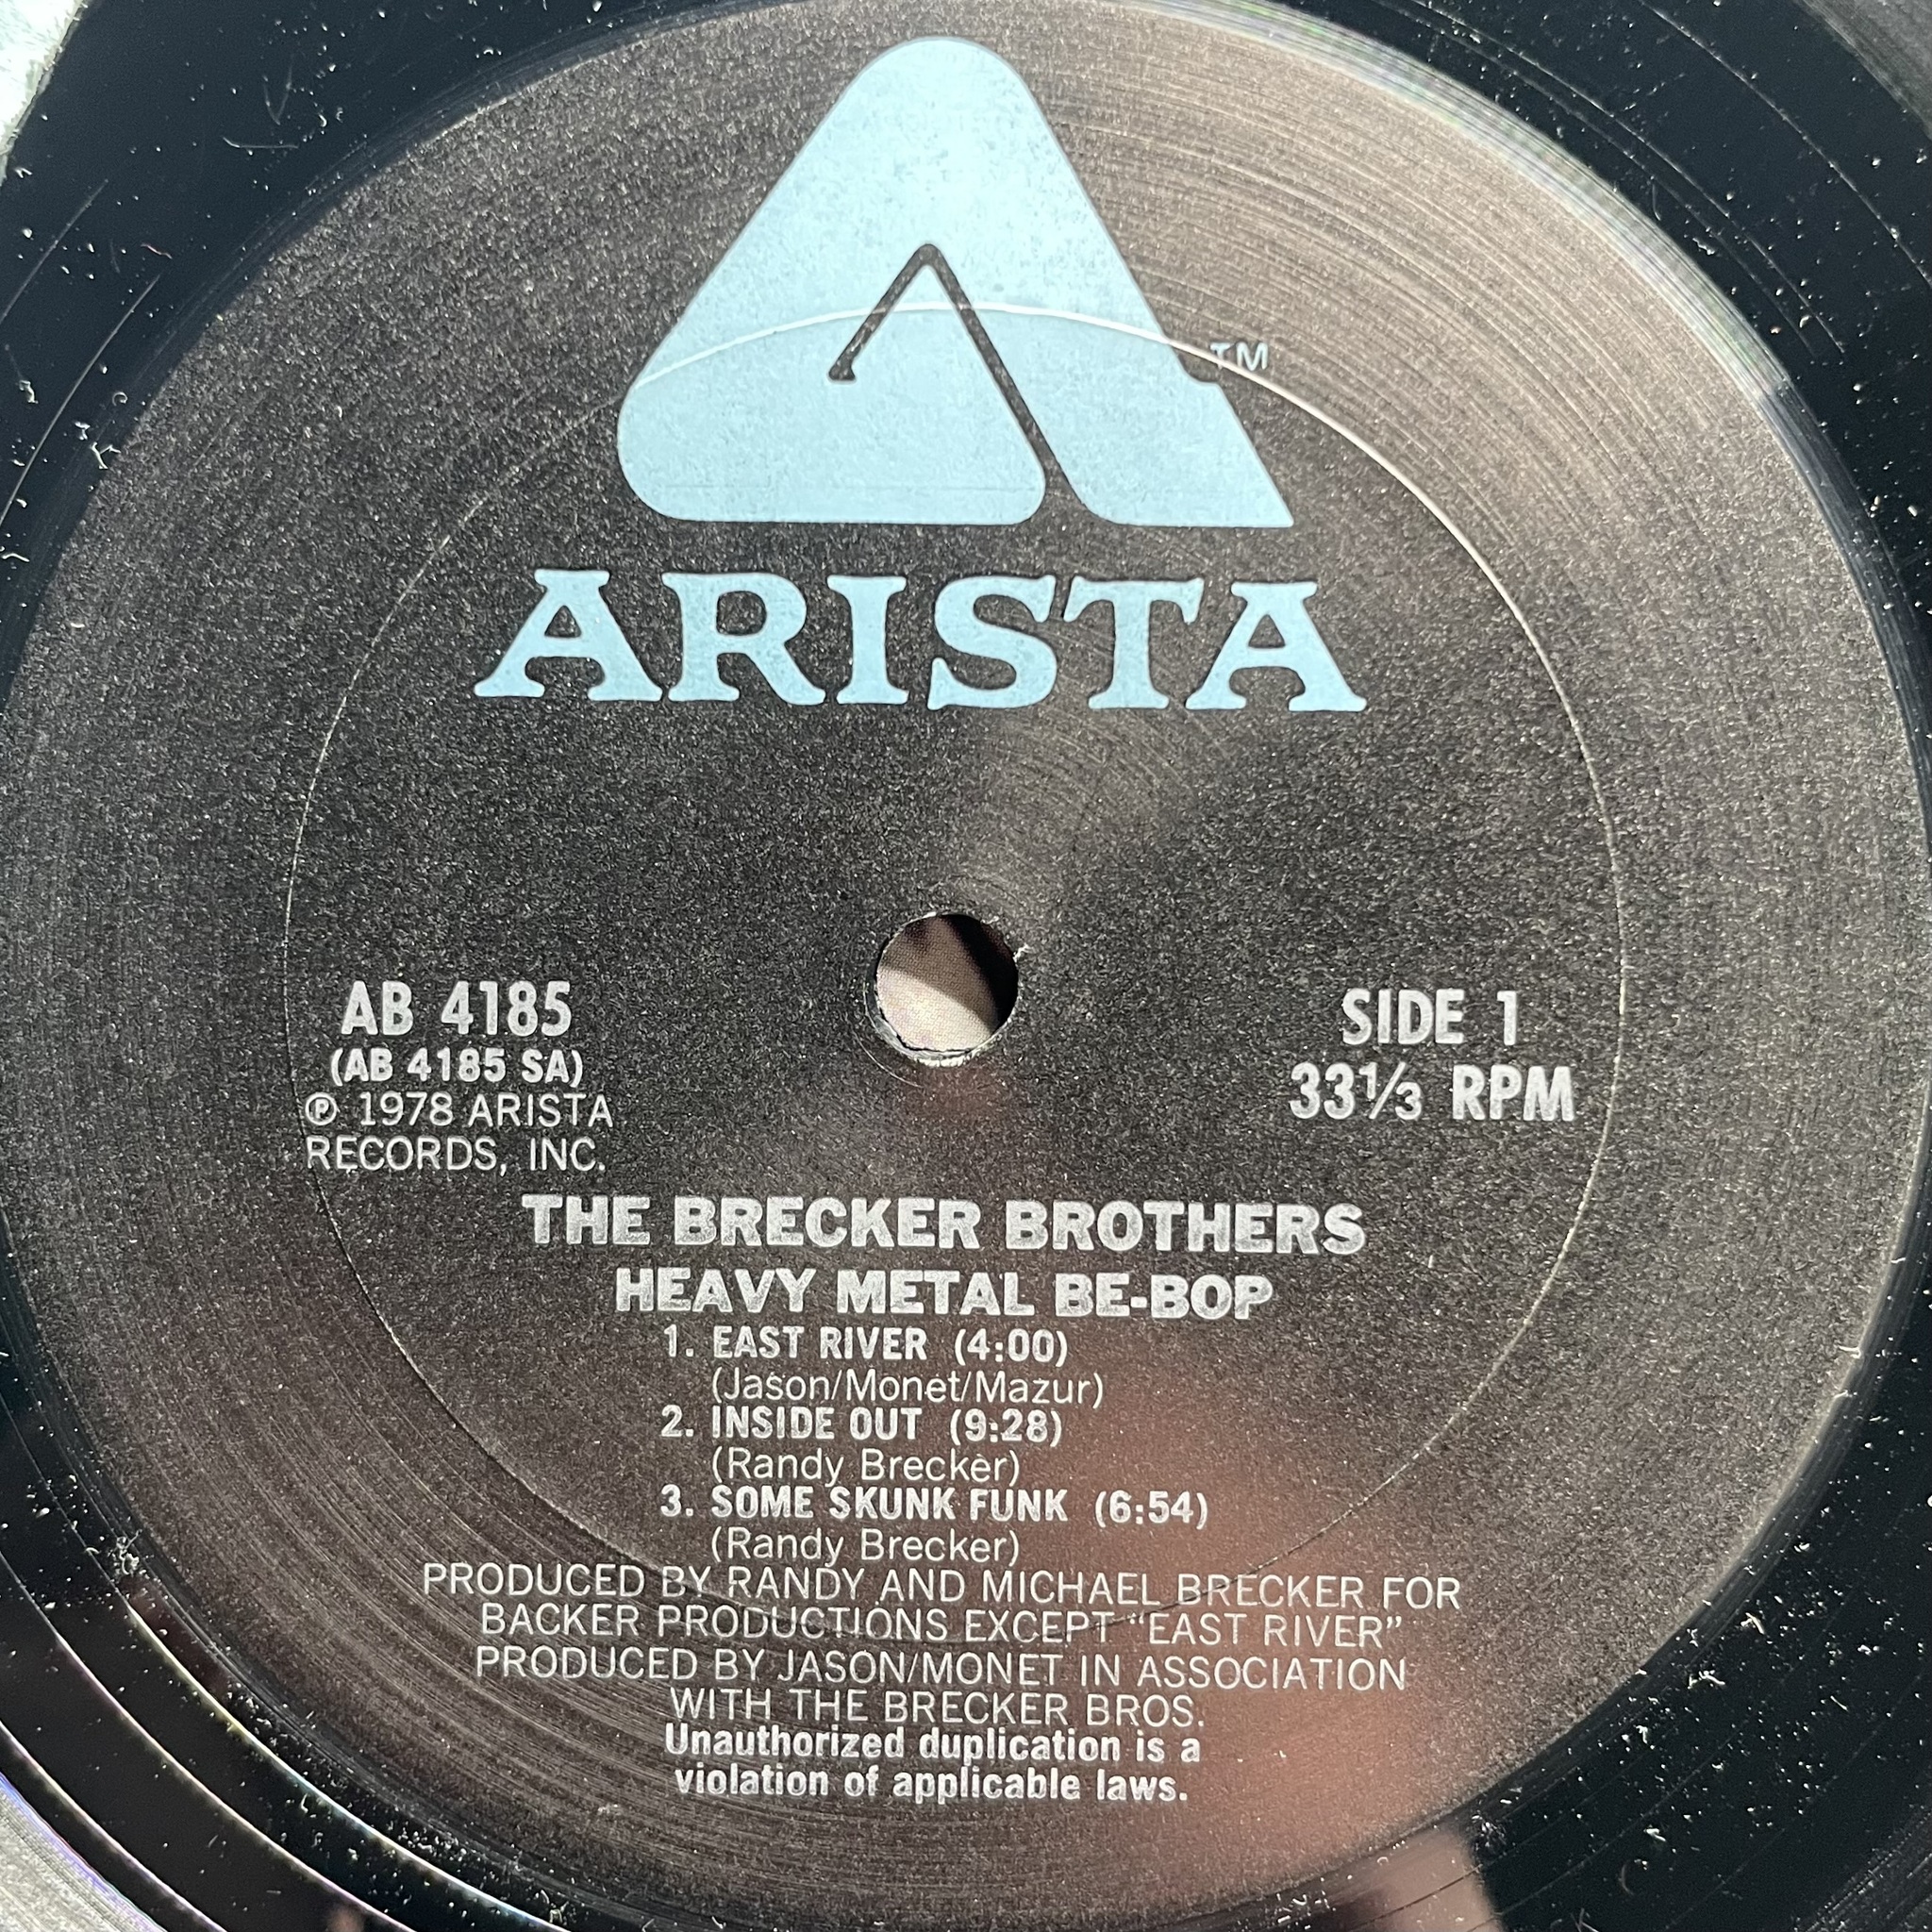 TM
ARISTA
AB 4185
(AB 4185 SA)
℗ 1978 ARISTA
RECORDS, INC.
SIDE 1
33⅓ RPM
THE BRECKER BROTHERS
HEAVY METAL BE-BOP
1. EAST RIVER (4:00)
(Jason/Monet/Mazur)
2. INSIDE OUT (9:28)
(Randy Brecker)
3. SOME SKUNK FUNK (6:54)
(Randy Brecker)
PRODUCED BY RANDY AND MICHAEL BRECKER FOR
BACKER PRODUCTIONS EXCEPT “EAST RIVER”
PRODUCED BY JASON/MONET IN ASSOCIATION
WITH THE BRECKER BROS.
Unauthorized duplication is a
violation of applicable laws.